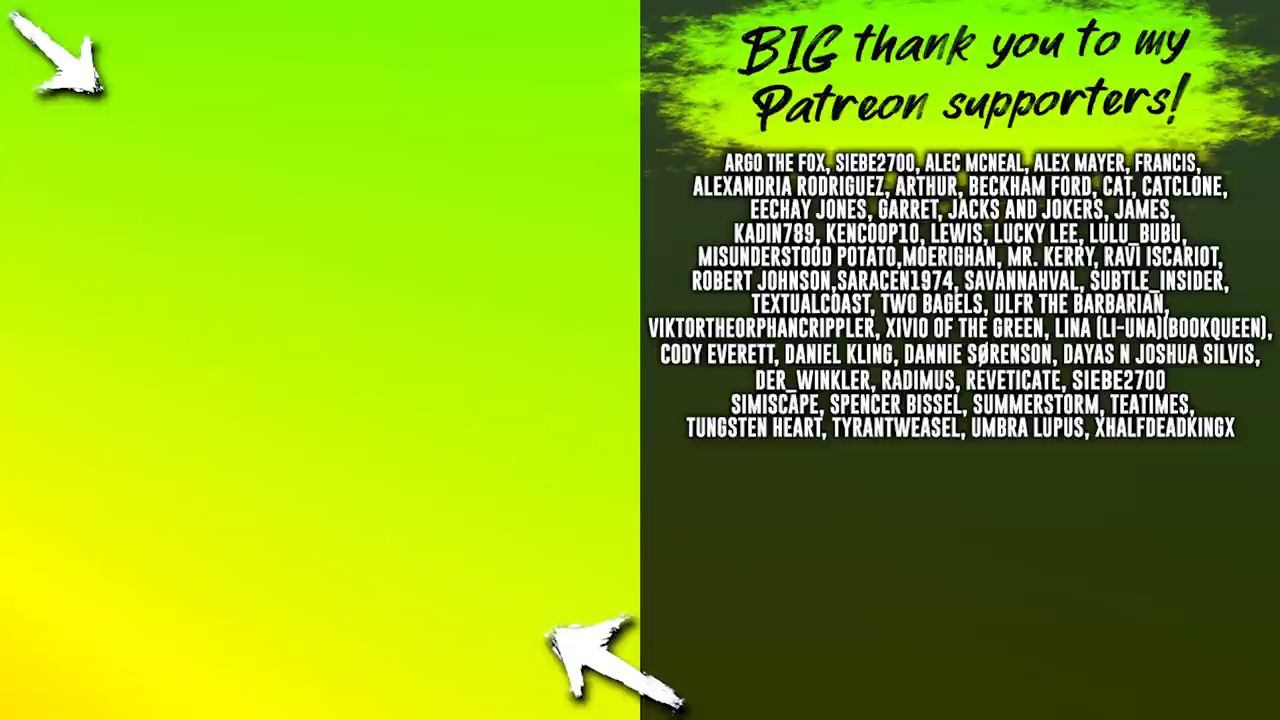 BIG thank you to my
Patreon supporters!
ARGO THE FOX, SIEBE2700, ALEC MCNEAL, ALEX MAYER, FRANCIS,
ALEXANDRIA RODRIGUEZ, ARTHUR, BECKHAM FORD, CAT, CATCLONE,
EECHAY JONES, GARRET, JACKS AND JOKERS, JAMES,
KADIN789, KENCOOP10, LEWIS, LUCKY LEE, LULU_BUBU,
MISUNDERSTOOD POTATO,MOERIGHAN, MR. KERRY, RAVI ISCARIOT,
ROBERT JOHNSON,SARACEN1974, SAVANNAHVAL, SUBTLE_INSIDER,
TEXTUALCOAST, TWO BAGELS, ULFR THE BARBARIAN,
VIKTORTHEORPHANCRIPPLER, XIVIO OF THE GREEN, LINA (LI-UNA)(BOOKQUEEN),
CODY EVERETT, DANIEL KLING, DANNIE SØRENSON, DAYAS N JOSHUA SILVIS,
DER_WINKLER, RADIMUS, REVETICATE, SIEBE2700
SIMISCAPE, SPENCER BISSEL, SUMMERSTORM, TEATIMES,
TUNGSTEN HEART, TYRANTWEASEL, UMBRA LUPUS, XHALFDEADKINGX